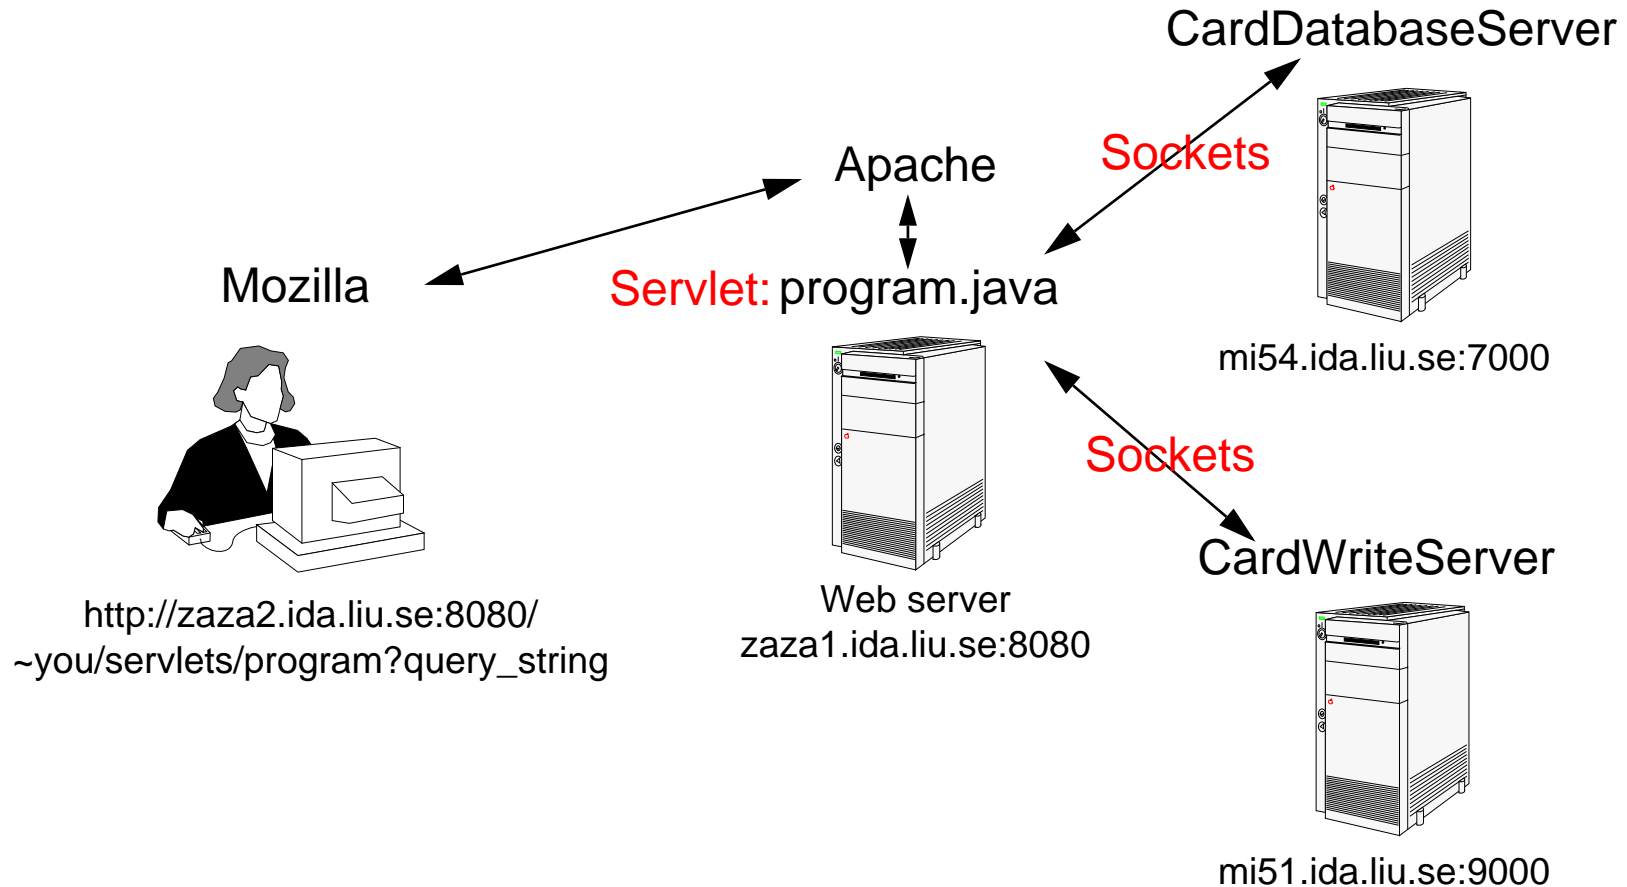 CardDatabaseServer
Sockets
Apache
Mozilla
Servlet: program.java
mi54.ida.liu.se:7000
Sockets
CardWriteServer
http://zaza2.ida.liu.se:8080/
~you/servlets/program?query_string
Web server
zaza1.ida.liu.se:8080
mi51.ida.liu.se:9000